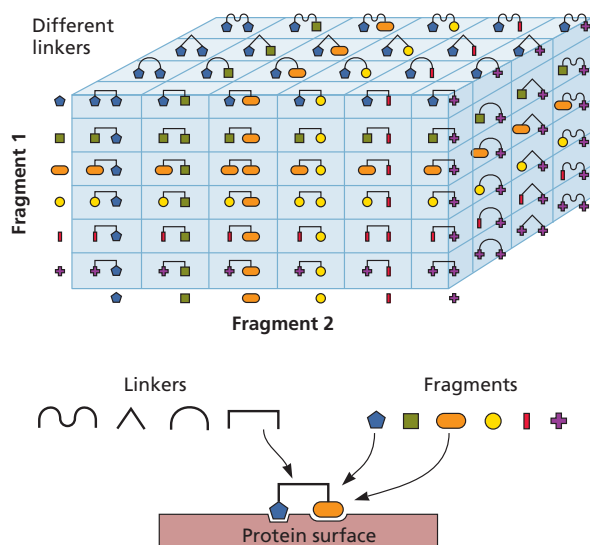 Different
linkers
Fragment 1
Fragment 2
Linkers
Fragments
Protein surface